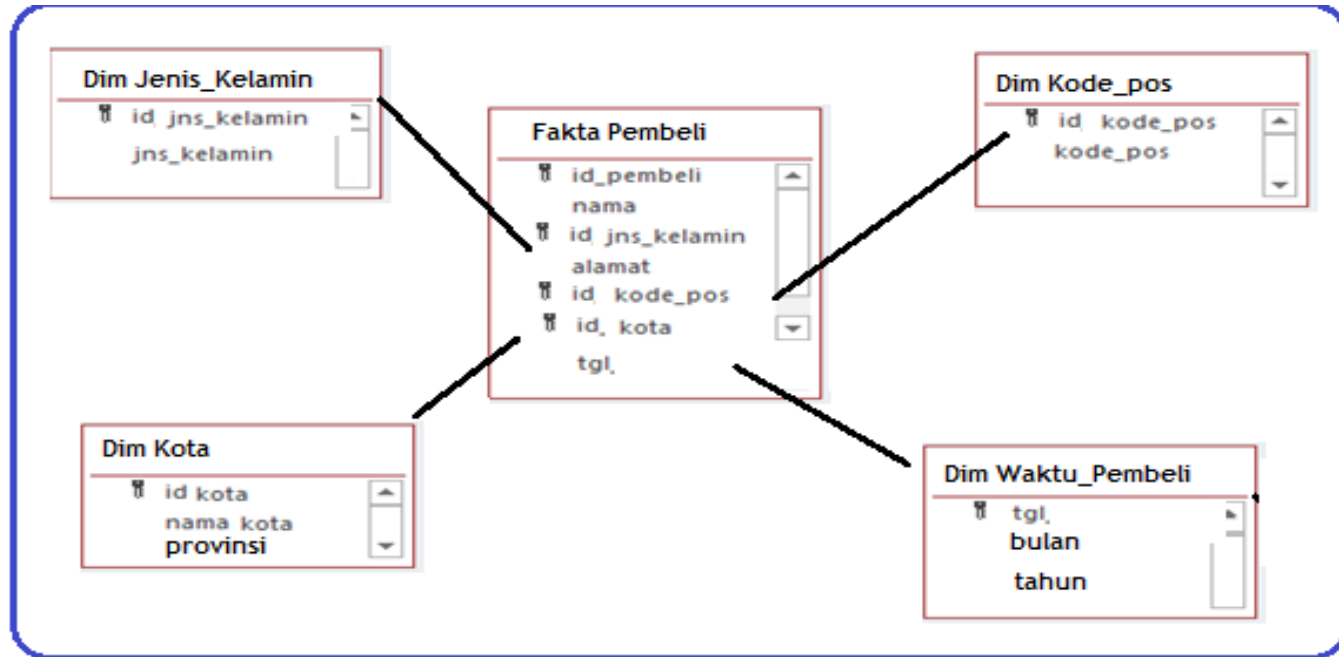 Dim Jenis_Kelamin
id jns_kelamin
jns_kelamin
Fakta Pembeli
id_pembeli
nama
id jns_kelamin
alamat
id kode_pos
id. kota
tgl.
Dim Kode_pos
id kode_pos
kode_pos
Dim Kota
id kota
nama kota
provinsi
Dim Waktu_Pembeli
tgl.
bulan
tahun